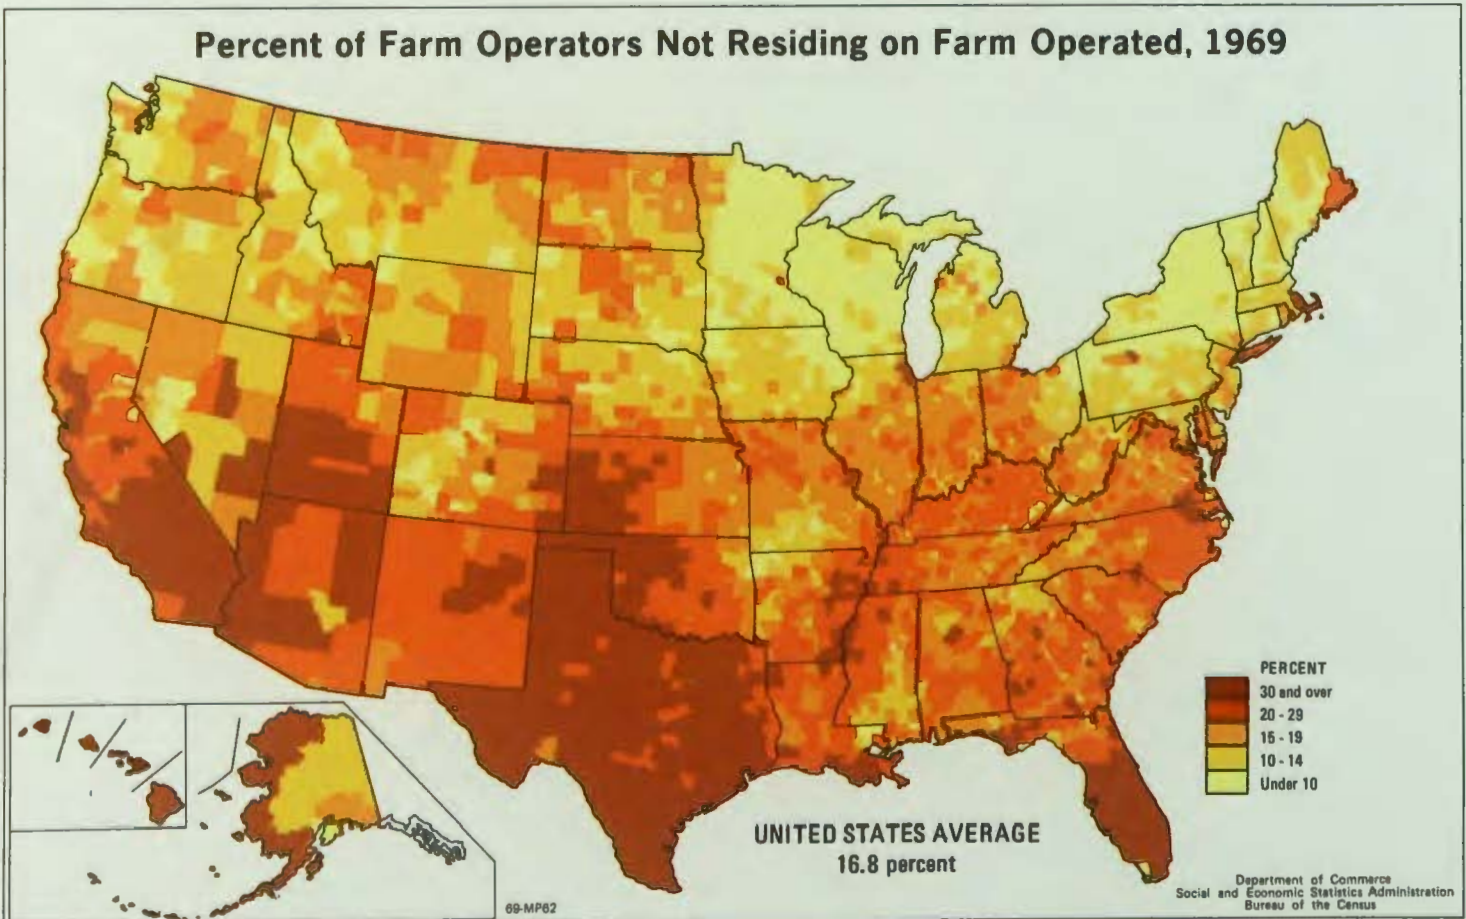 Percent of Farm Operators Not Residing on Farm Operated, 1969
PERCENT
30 and over
20 - 29
15 - 19
10 - 14
Under 10
UNITED STATES AVERAGE
16.8 percent
Department of Commerce
Social and Economic Statistics Administration
Bureau of the Census
69-MP62